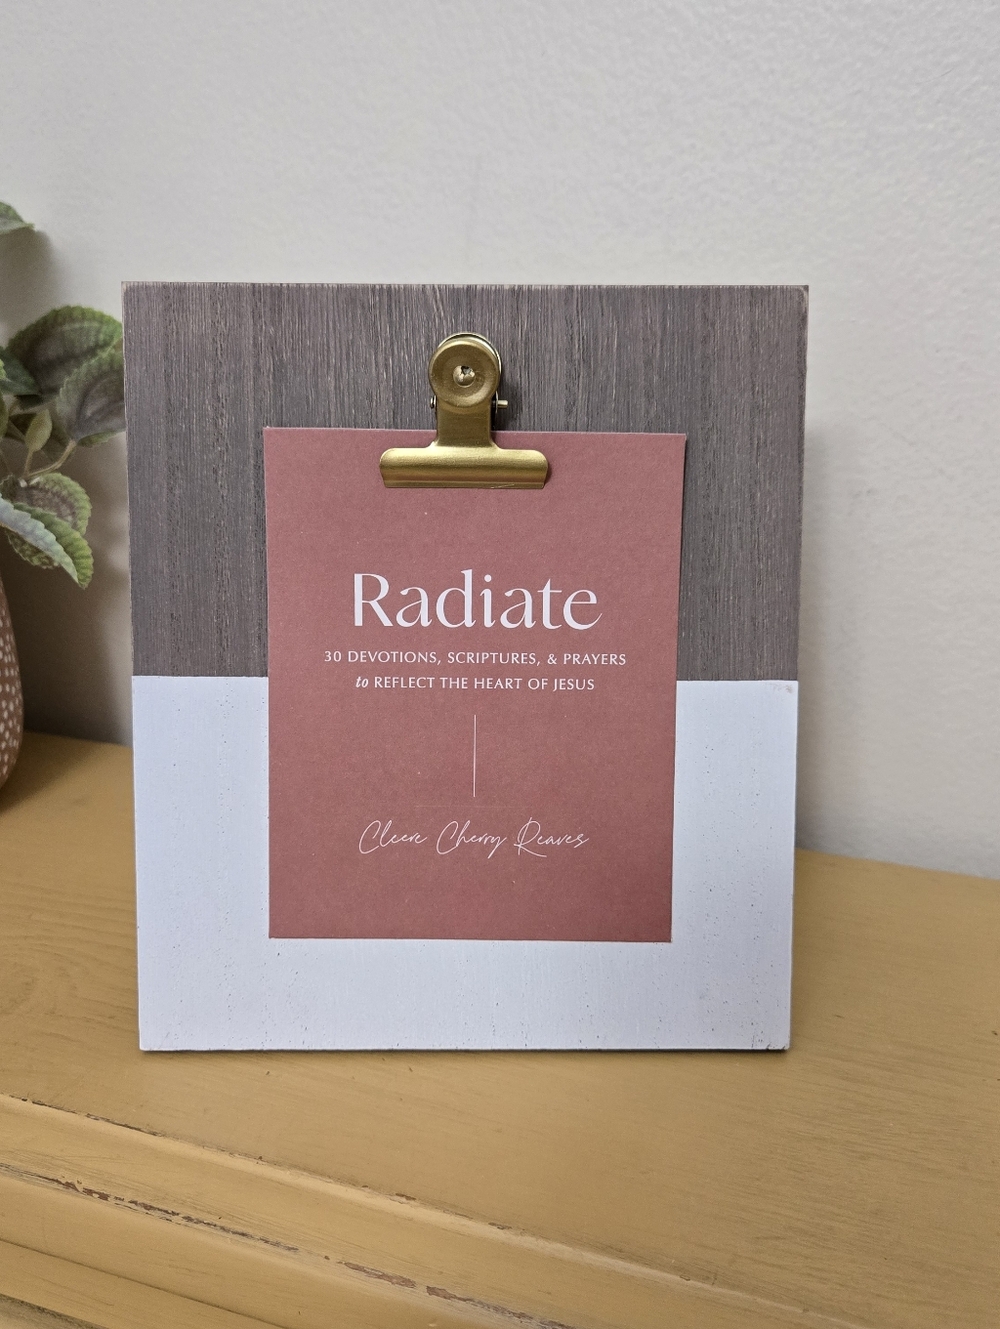 Radiate
30 DEVOTIONS, SCRIPTURES, & PRAYERS
to REFLECT THE HEART OF JESUS
Cleere Cherry Reaves